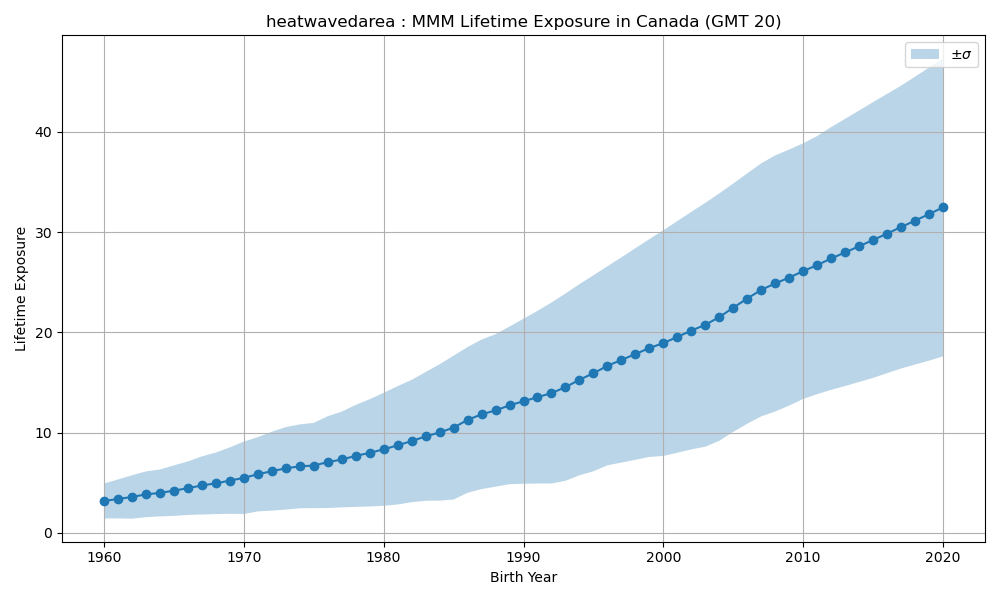 heatwavedarea : MMM Lifetime Exposure in Canada (GMT 20)
±σ
Lifetime Exposure
40
30
20
10
0
1960 1970 1980 1990 2000 2010 2020
Birth Year